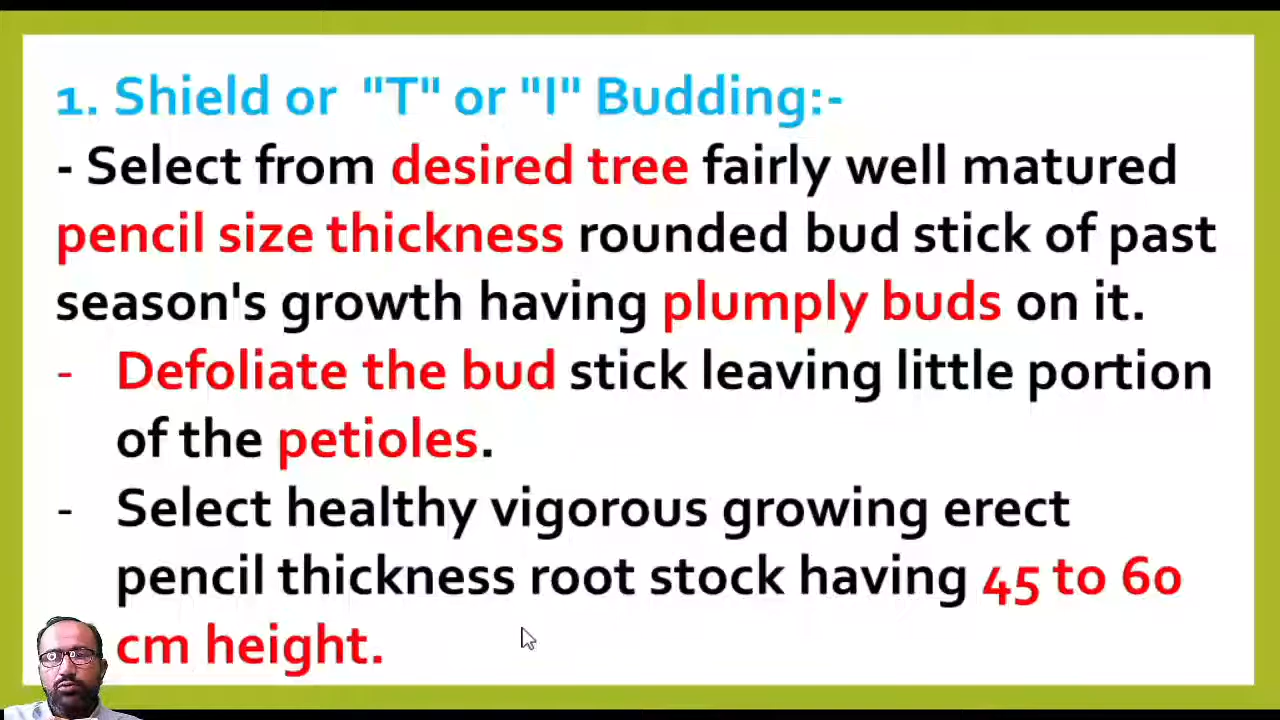 1. Shield or "T" or "I" Budding:-
- Select from desired tree fairly well matured
pencil size thickness rounded bud stick of past
season's growth having plumply buds on it.
- Defoliate the bud stick leaving little portion
of the petioles.
- Select healthy vigorous growing erect
pencil thickness root stock having 45 to 60
cm height.